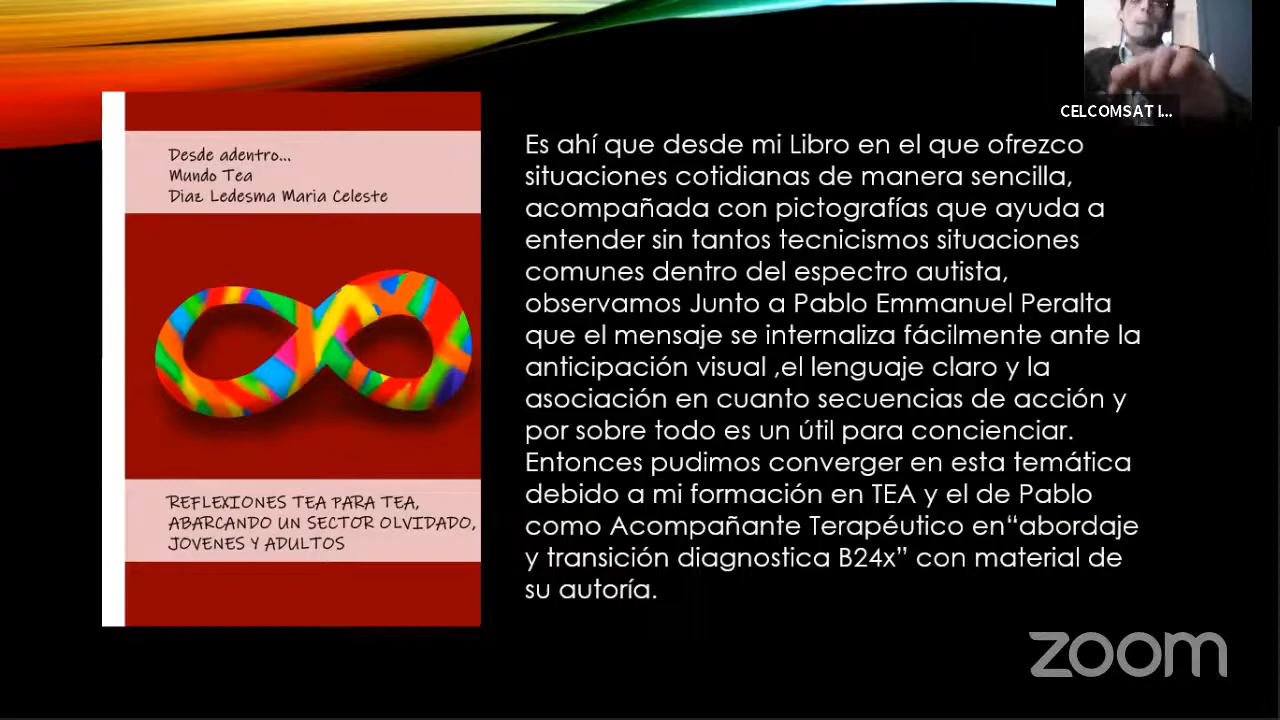 CELCOMSAT I...
Desde adentro...
Mundo Tea
Diaz Ledesma Maria Celeste
REFLEXIONES TEA PARA TEA,
ABARCANDO UN SECTOR OLVIDADO,
JOVENES Y ADULTOS
Es ahí que desde mi Libro en el que ofrezco
situaciones cotidianas de manera sencilla,
acompañada con pictografías que ayuda a
entender sin tantos tecnicismos situaciones
comunes dentro del espectro autista,
observamos Junto a Pablo Emmanuel Peralta
que el mensaje se internaliza fácilmente ante la
anticipación visual ,el lenguaje claro y la
asociación en cuanto secuencias de acción y
por sobre todo es un útil para concienciar.
Entonces pudimos converger en esta temática
debido a mi formación en TEA y el de Pablo
como Acompañante Terapéutico en“abordaje
y transición diagnostica B24x” con material de
su autoría.
zoom